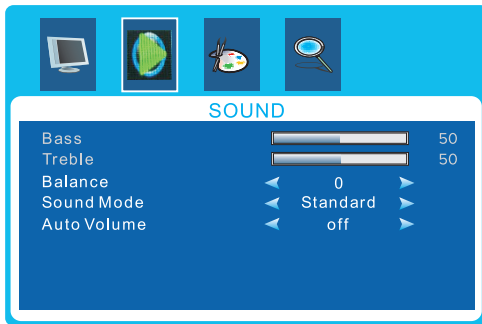 SOUND
Bass 50
Treble 50
Balance 0
Sound Mode Standard
Auto Volume off